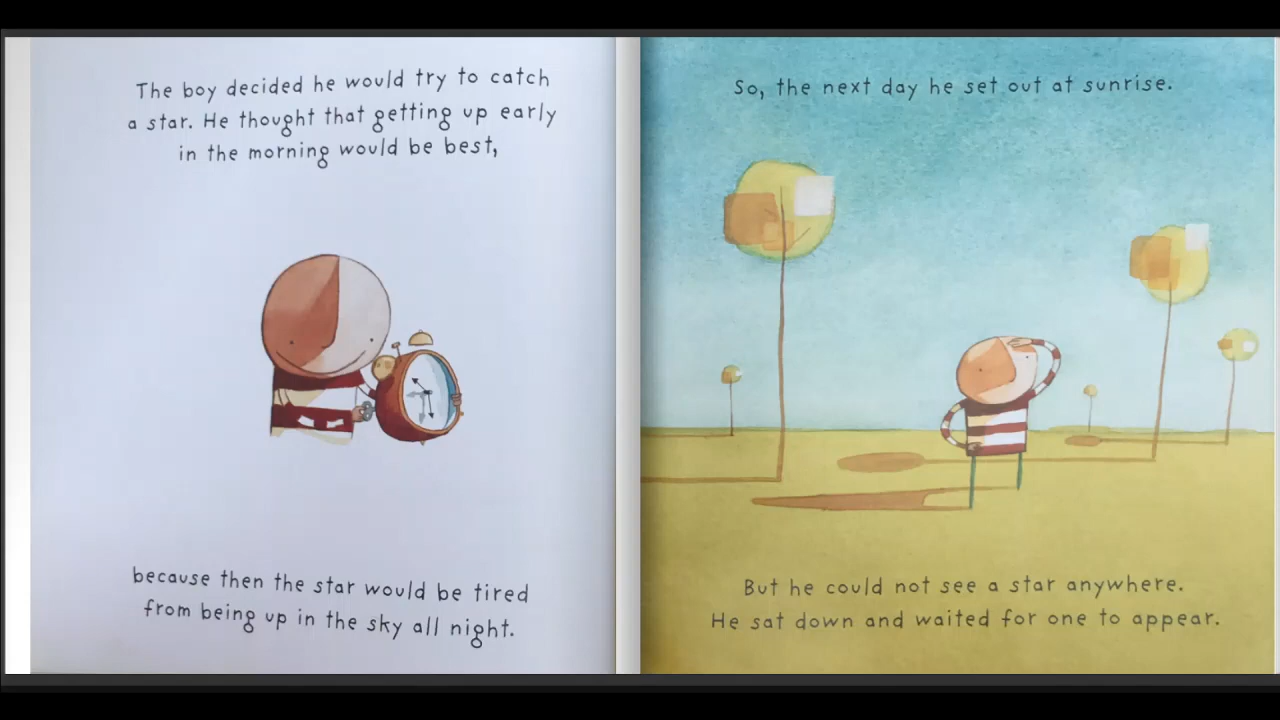 The boy decided he would try to catch
a star. He thought that getting up early
in the morning would be best,
because then the star would be tired
from being up in the sky all night.
So, the next day he set out at sunrise.
But he could not see a star anywhere.
He sat down and waited for one to appear.